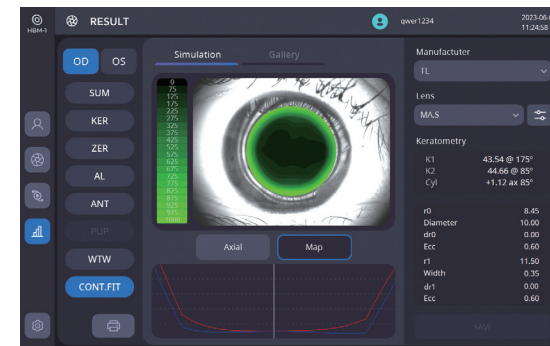 HBM-1
RESULT
qwer1234
2023-06-
11:24:58
OD
OS
SUM
KER
ZER
AL
ANT
PUP
WTW
CONT.FIT
Simulation
Gallery
0
75
125
175
225
275
325
375
425
525
575
625
675
725
775
825
875
925
975
1000
Axial
Map
Manufactuter
TL
Lens
MA.S
Keratometry
K1 43.54 @ 175°
K2 44.66 @ 85°
Cyl +1.12 ax 85°
r0 8.45
Diameter 10.00
dr0 0.00
Ecc 0.60
r1 11.50
Width 0.35
dr1 0.00
Ecc 0.60
SAVE